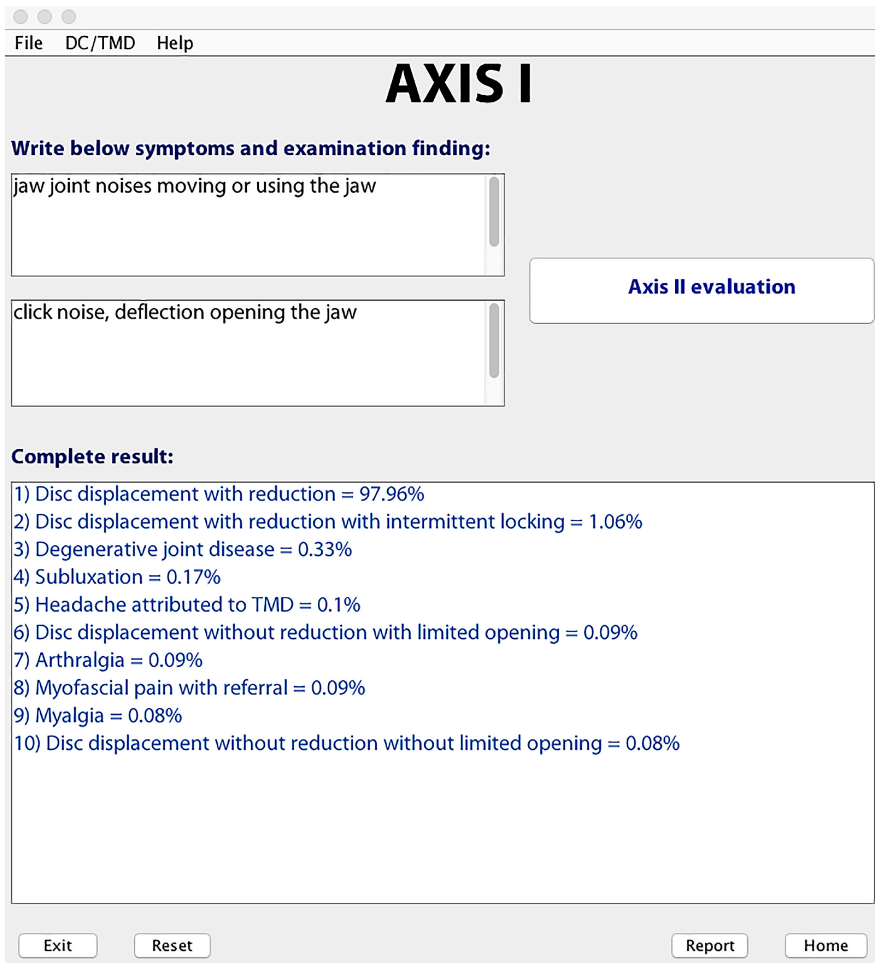 File DC/TMD Help
AXIS I
Write below symptoms and examination finding:
jaw joint noises moving or using the jaw
Axis II evaluation
click noise, deflection opening the jaw
Complete result:
1) Disc displacement with reduction = 97.96%
2) Disc displacement with reduction with intermittent locking = 1.06%
3) Degenerative joint disease = 0.33%
4) Subluxation = 0.17%
5) Headache attributed to TMD = 0.1%
6) Disc displacement without reduction with limited opening = 0.09%
7) Arthralgia = 0.09%
8) Myofascial pain with referral = 0.09%
9) Myalgia = 0.08%
10) Disc displacement without reduction without limited opening = 0.08%
Exit Reset Report Home